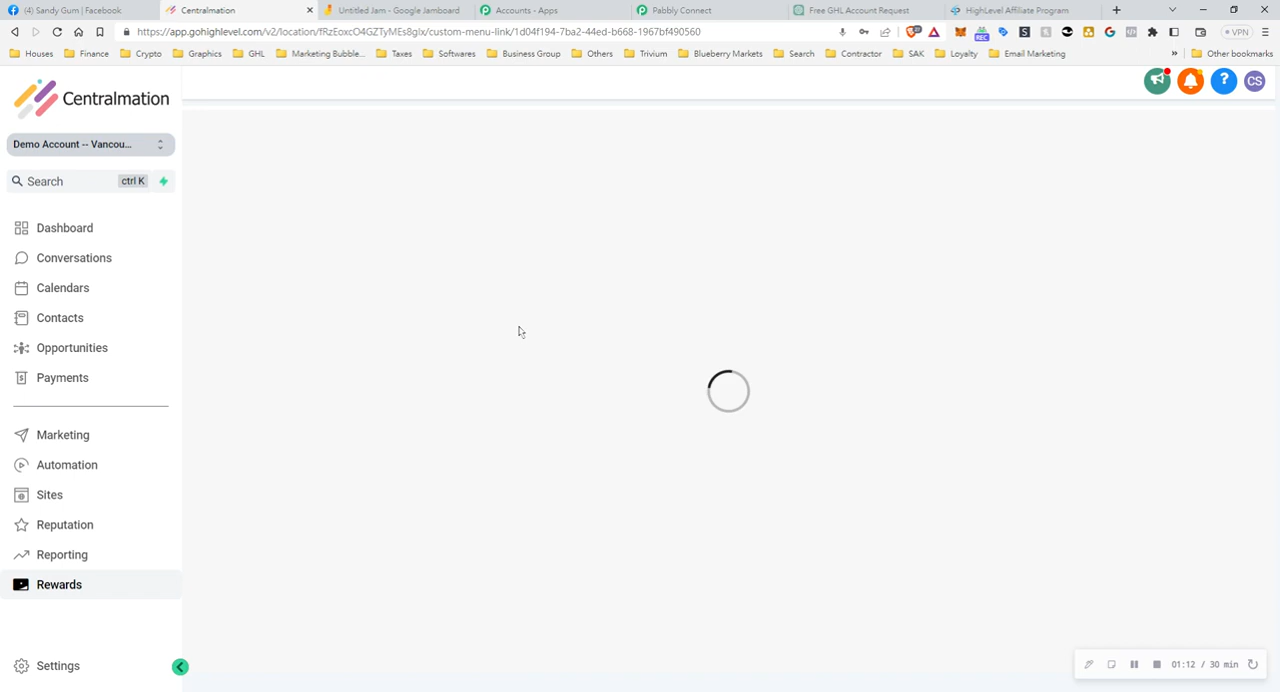 (4) Sandy Gum | Facebook
Centralmation
Untitled Jam - Google Jamboard
Accounts - Apps
Pabbly Connect
Free GHL Account Request
HighLevel Affiliate Program
https://app.gohighlevel.com/v2/location/fRzEoxcO4GZTyMEs8glx/custom-menu-link/1d04f194-7ba2-44ed-b668-1967bf490560
VPN
Houses
Finance
Crypto
Graphics
GHL
Marketing Bubble...
Taxes
Softwares
Business Group
Others
Trivium
Blueberry Markets
Search
Contractor
SAK
Loyalty
Email Marketing
Other bookmarks
Centralmation
CS
Demo Account -- Vancou...
Search
ctrl K
Dashboard
Conversations
Calendars
Contacts
Opportunities
Payments
Marketing
Automation
Sites
Reputation
Reporting
Rewards
Settings
01:12 / 30 min